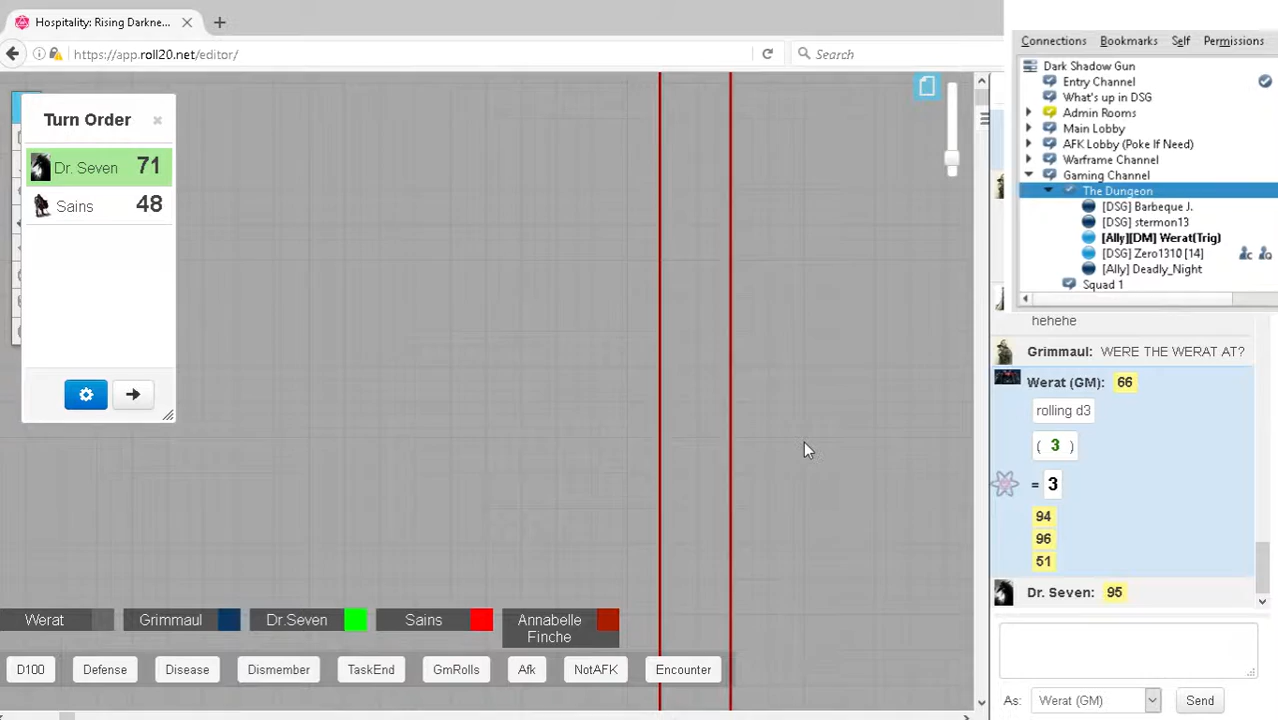 Hospitality: Rising Darkne... × +
https://app.roll20.net/editor/
Search
Turn Order ×
Dr. Seven 71
Sains 48
Werat
Grimmaul
Dr.Seven
Sains
Annabelle
Finche
D100
Defense
Disease
Dismember
TaskEnd
GmRolls
Afk
NotAFK
Encounter
Connections Bookmarks Self Permissions
Dark Shadow Gun
Entry Channel
What's up in DSG
Admin Rooms
Main Lobby
AFK Lobby (Poke If Need)
Warframe Channel
Gaming Channel
The Dungeon
[DSG] Barbeque J.
[DSG] stermon13
[Ally][DM] Werat(Trig)
[DSG] Zero1310 [14]
[Ally] Deadly_Night
Squad 1
hehehe
Grimmaul: WERE THE WERAT AT?
Werat (GM): 66
rolling d3
( 3 )
= 3
94
96
51
Dr. Seven: 95
As: Werat (GM) Send